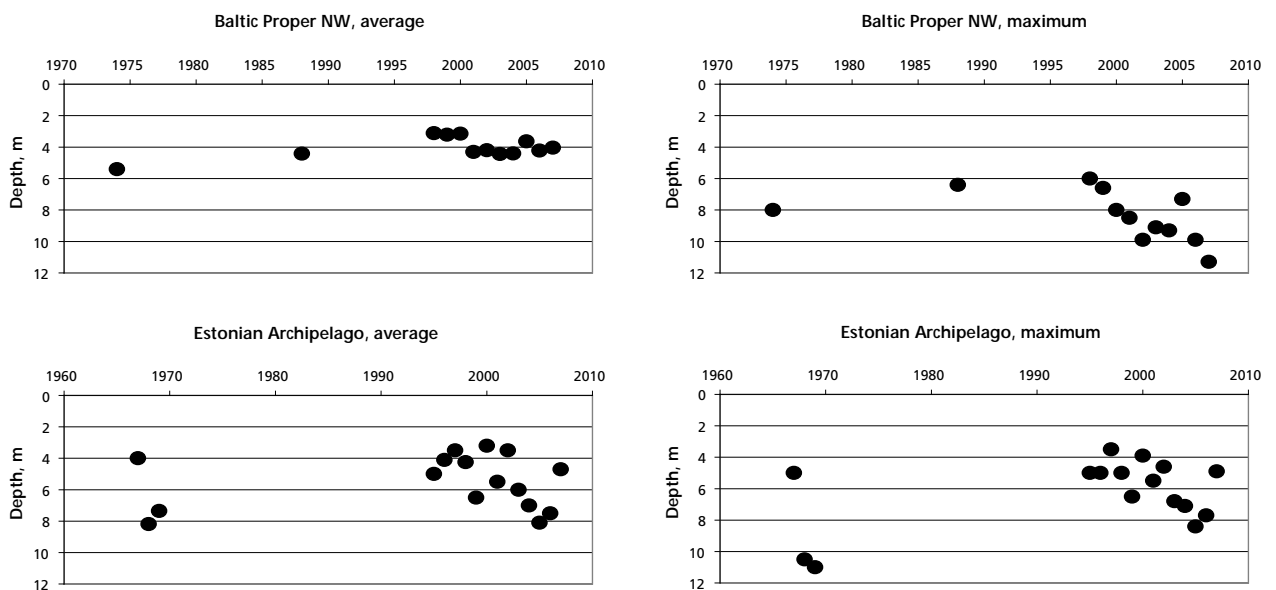 Baltic Proper NW, average
1970 1975 1980 1985 1990 1995 2000 2005 2010
0
2
4
6
8
10
12
Depth, m
Baltic Proper NW, maximum
1970 1975 1980 1985 1990 1995 2000 2005 2010
0
2
4
6
8
10
12
Depth, m
Estonian Archipelago, average
1960 1970 1980 1990 2000 2010
0
2
4
6
8
10
12
Depth, m
Estonian Archipelago, maximum
1960 1970 1980 1990 2000 2010
0
2
4
6
8
10
12
Depth, m